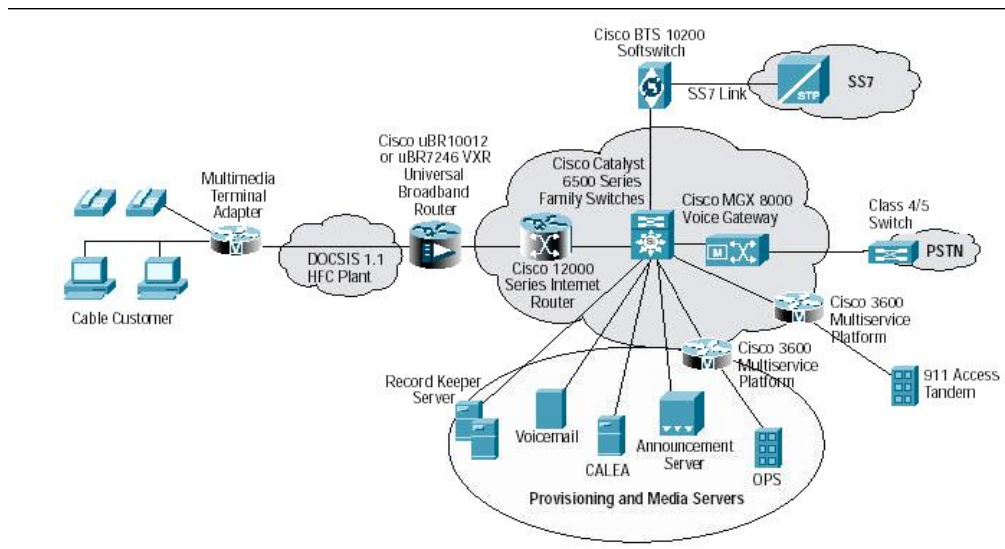 Cisco BTS 10200
Softswitch
SS7 Link
STP
SS7
Cisco uBR10012
or uBR7246 VXR
Universal
Broadband
Router
Cisco Catalyst
6500 Series
Family Switches
Si
Cisco MGX 8000
Voice Gateway
M
Class 4/5
Switch
PSTN
Multimedia
Terminal
Adapter
M
DOCSIS 1.1
HFC Plant
Cisco 12000
Series Internet
Router
Cable Customer
Cisco 3600
Multiservice
Platform
V
Cisco 3600
Multiservice
Platform
V
911 Access
Tandem
Record Keeper
Server
Voicemail
CALEA
Announcement
Server
OPS
Provisioning and Media Servers